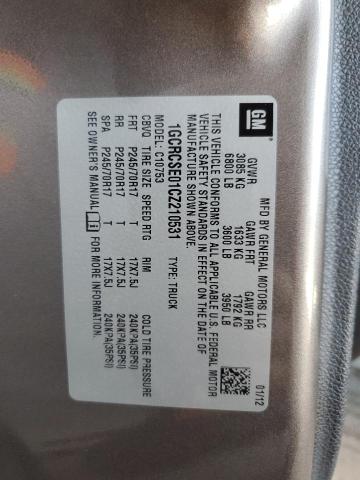 GM
MFD BY GENERAL MOTORS LLC 01/12
GVWR GAWR FRT GAWR RR
3085 KG 1633 KG 1792 KG
6800 LB 3600 LB 3950 LB
THIS VEHICLE CONFORMS TO ALL APPLICABLE U.S. FEDERAL MOTOR
VEHICLE SAFETY STANDARDS IN EFFECT ON THE DATE OF
MANUFACTURE SHOWN ABOVE.
1GCRCSE01CZ210531 TYPE: TRUCK
MODEL: C10753
CBVQ TIRE SIZE SPEED RTG RIM COLD TIRE PRESSURE
FRT P245/70R17 T 17X7.5J 240KPA(35PSI)
RR P245/70R17 T 17X7.5J 240KPA(35PSI)
SPA P245/70R17 T 17X7.5J 240KPA(35PSI)
SEE OWNER'S MANUAL